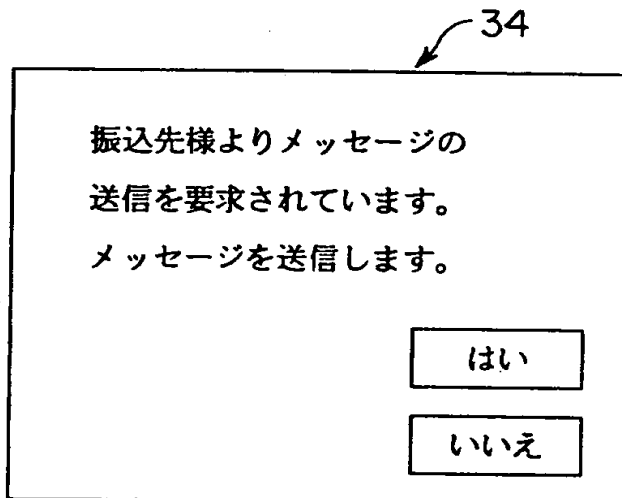 34
振込先様よりメッセージの
送信を要求されています。
メッセージを送信します。
はい
いいえ